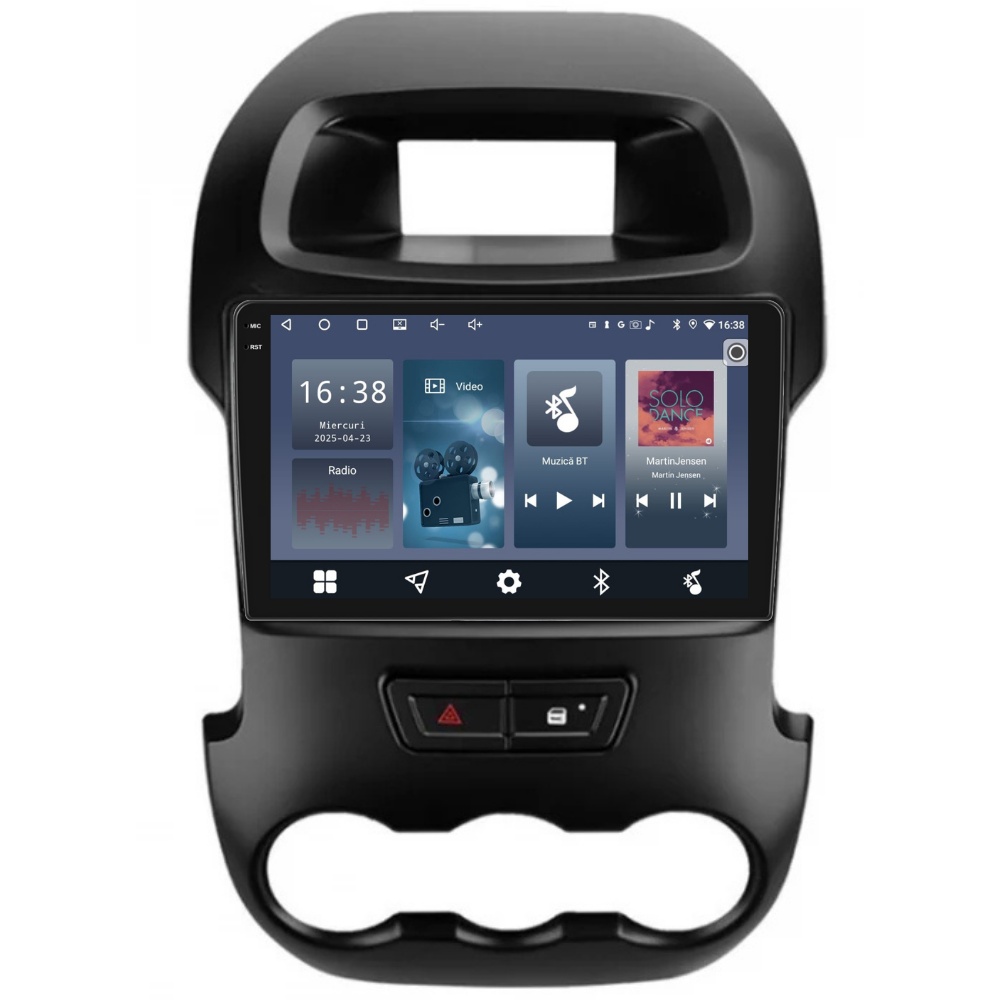 MIC
RST
G
16:38
16:38
Miercuri
2025-04-23
Radio
Video
Muzică BT
SOLO
DANCE
MartinJensen
Martin Jensen